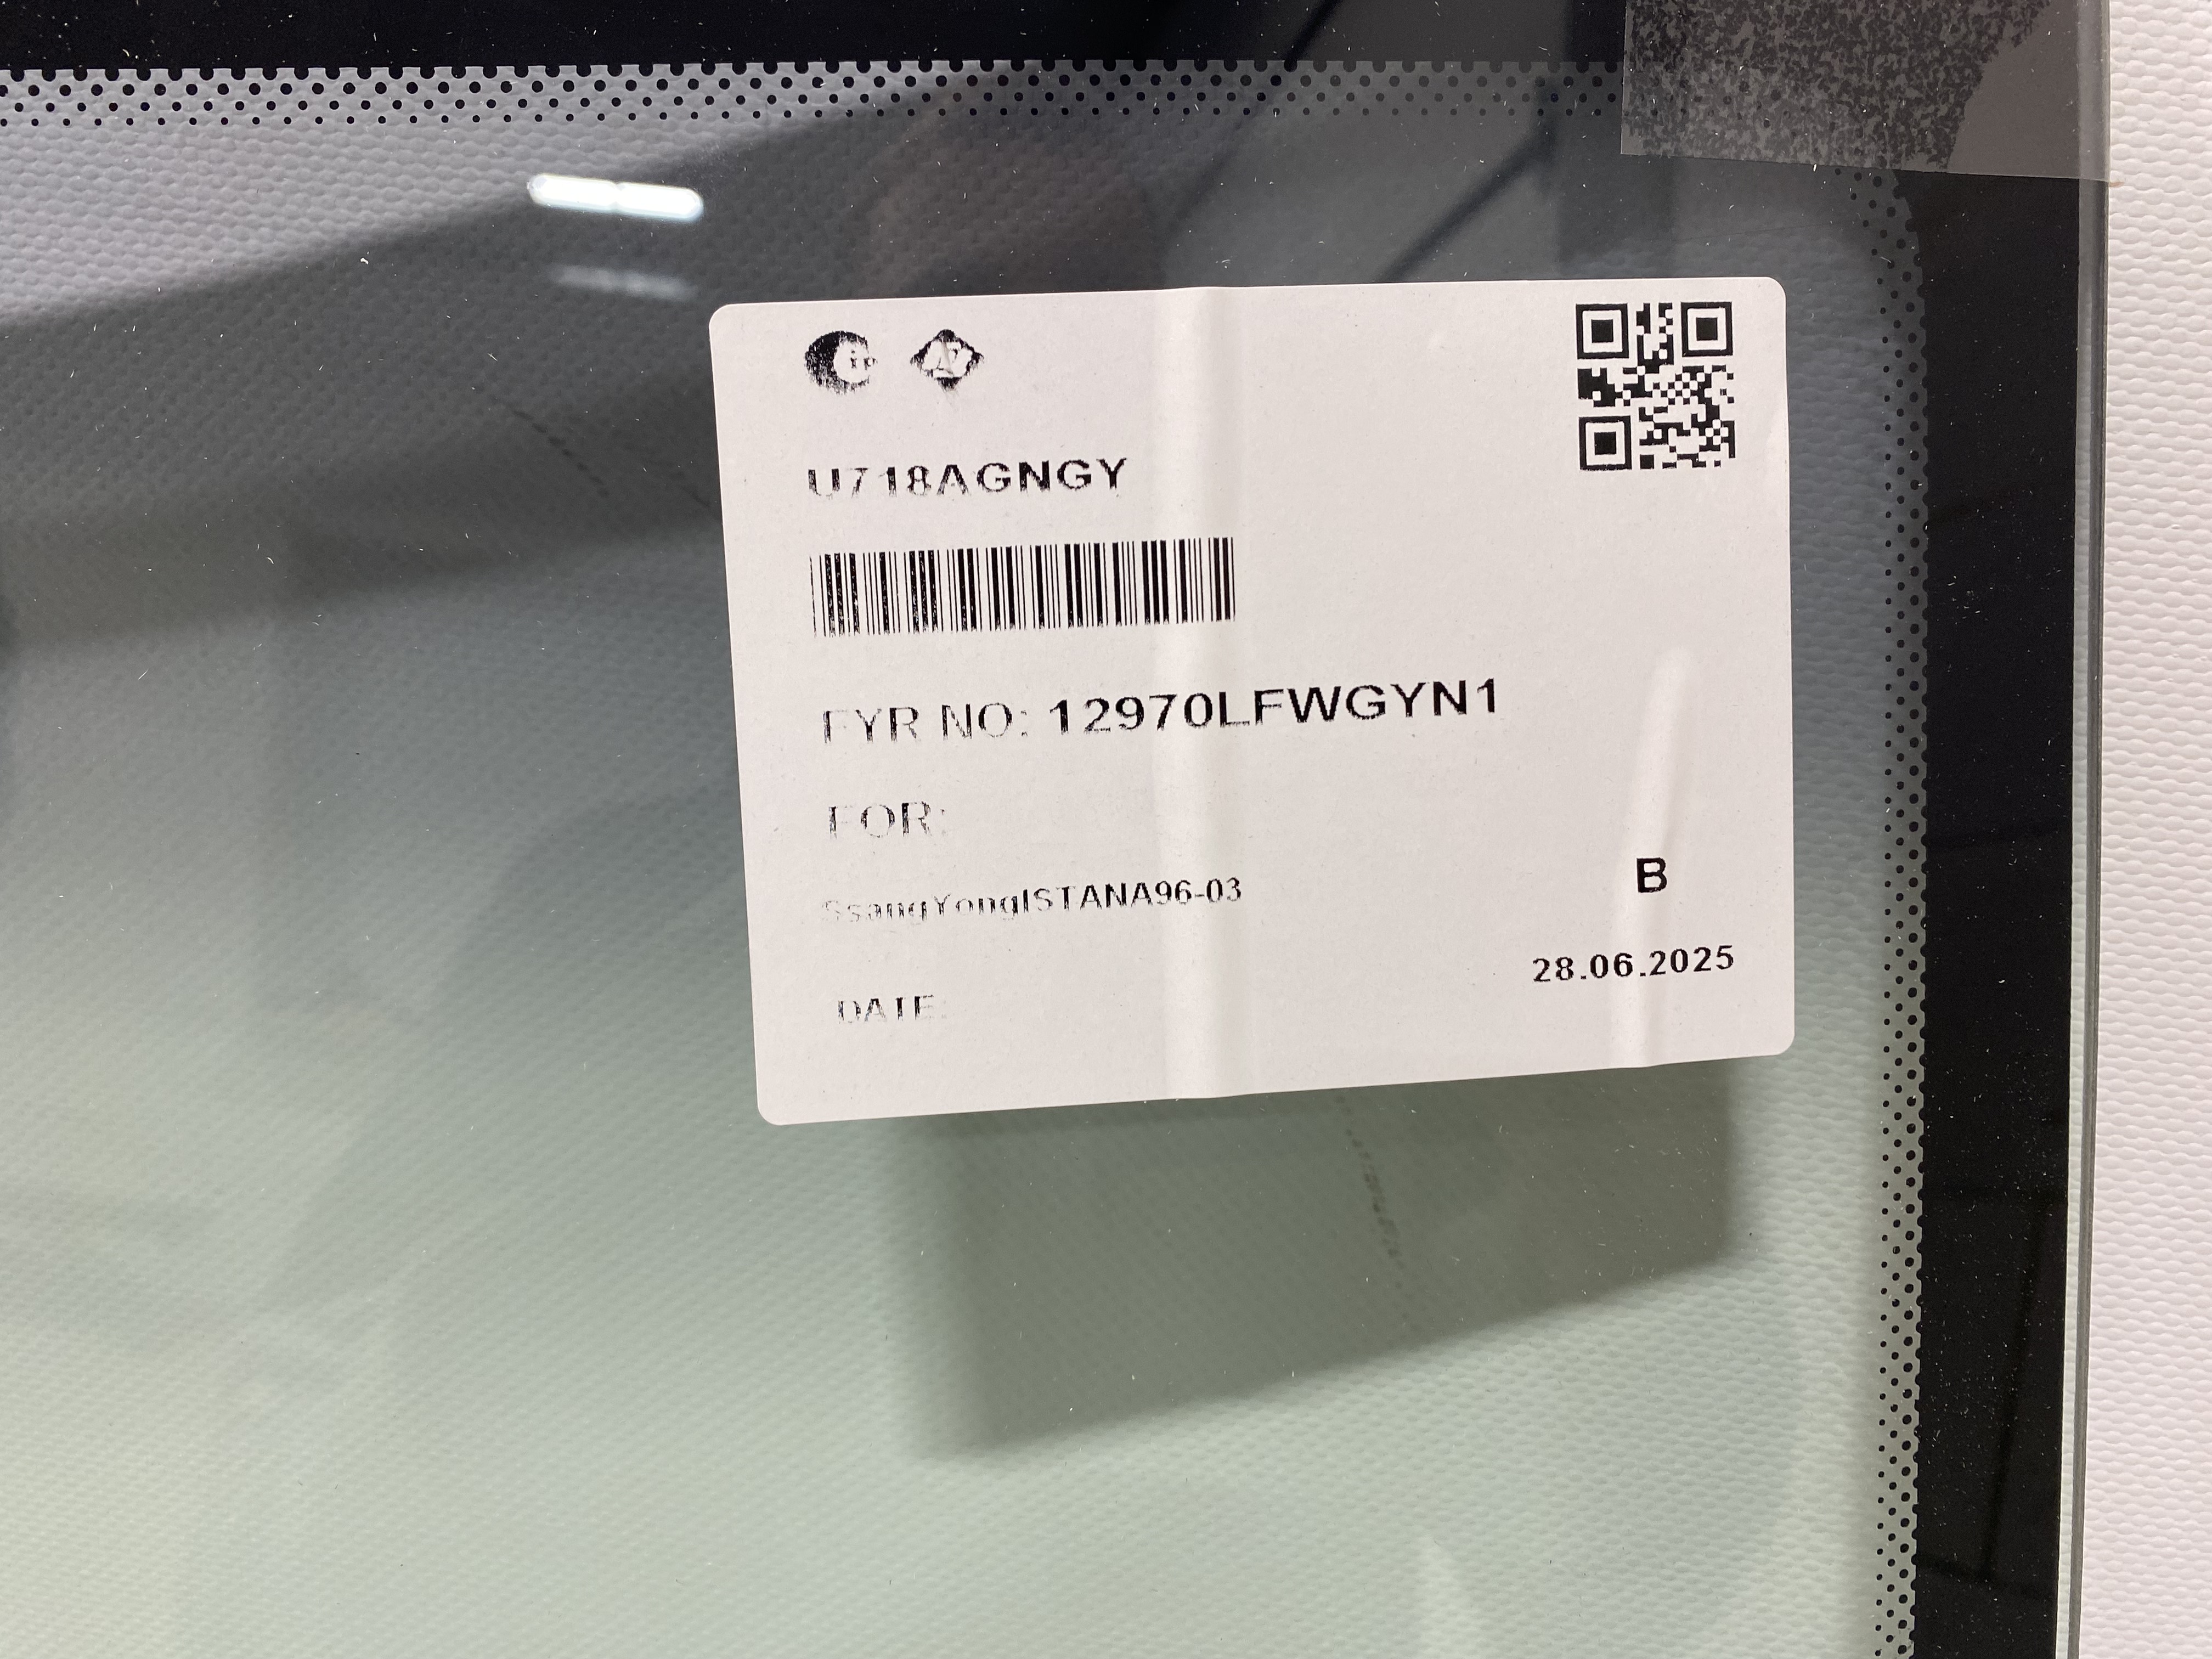 U718AGNGY
FYR NO: 12970LFWGYN1
FOR:
SsangYongISTANA96-03
B
28.06.2025
DATE: